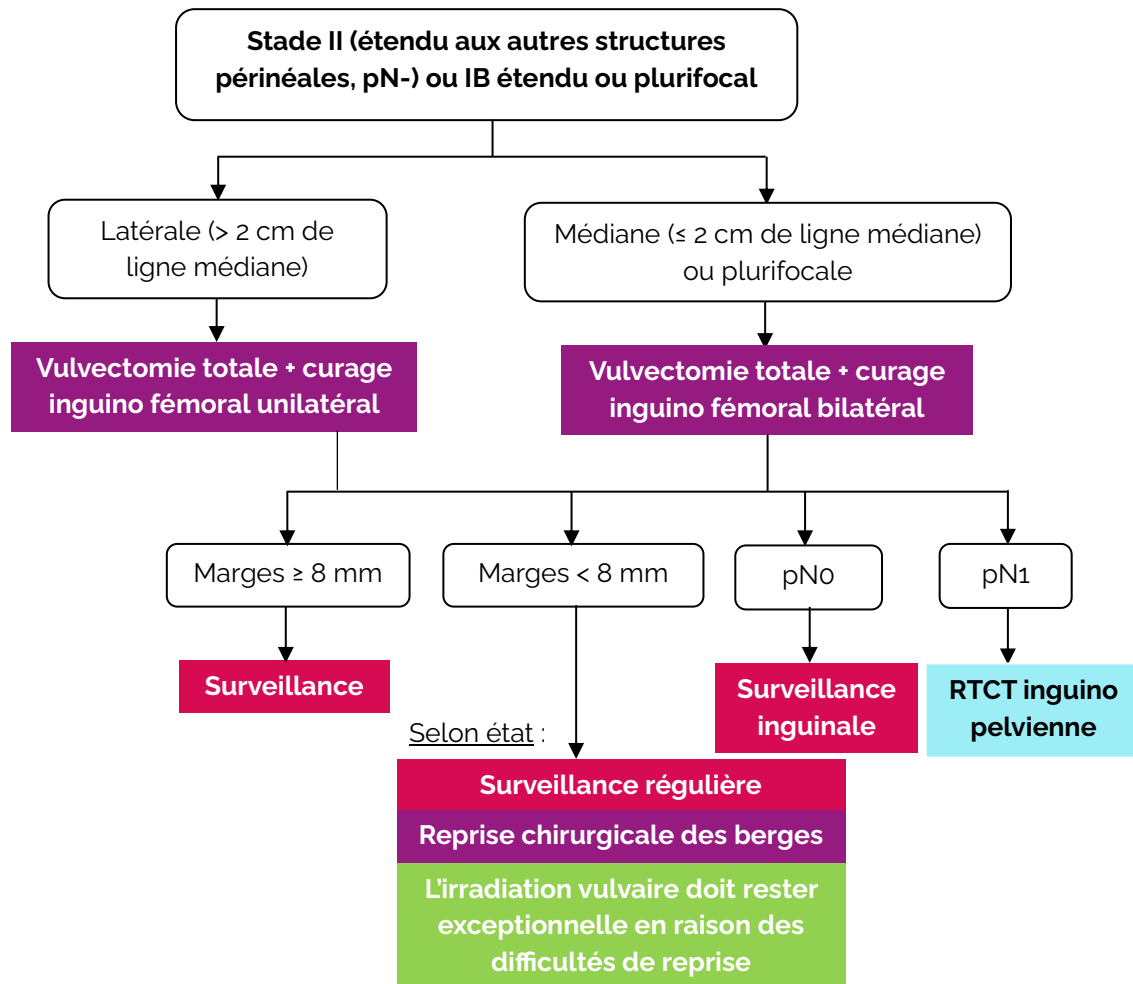 Stade II (étendu aux autres structures
périnéales, pN-) ou IB étendu ou plurifocal
Latérale (> 2 cm de
ligne médiane)
Médiane (≤ 2 cm de ligne médiane)
ou plurifocale
Vulvectomie totale + curage
inguino fémoral unilatéral
Vulvectomie totale + curage
inguino fémoral bilatéral
Marges ≥ 8 mm
Marges < 8 mm
pN0
pN1
Surveillance
Surveillance
inguinale
RTCT inguino
pelvienne
Selon état :
Surveillance régulière
Reprise chirurgicale des berges
L'irradiation vulvaire doit rester
exceptionnelle en raison des
difficultés de reprise